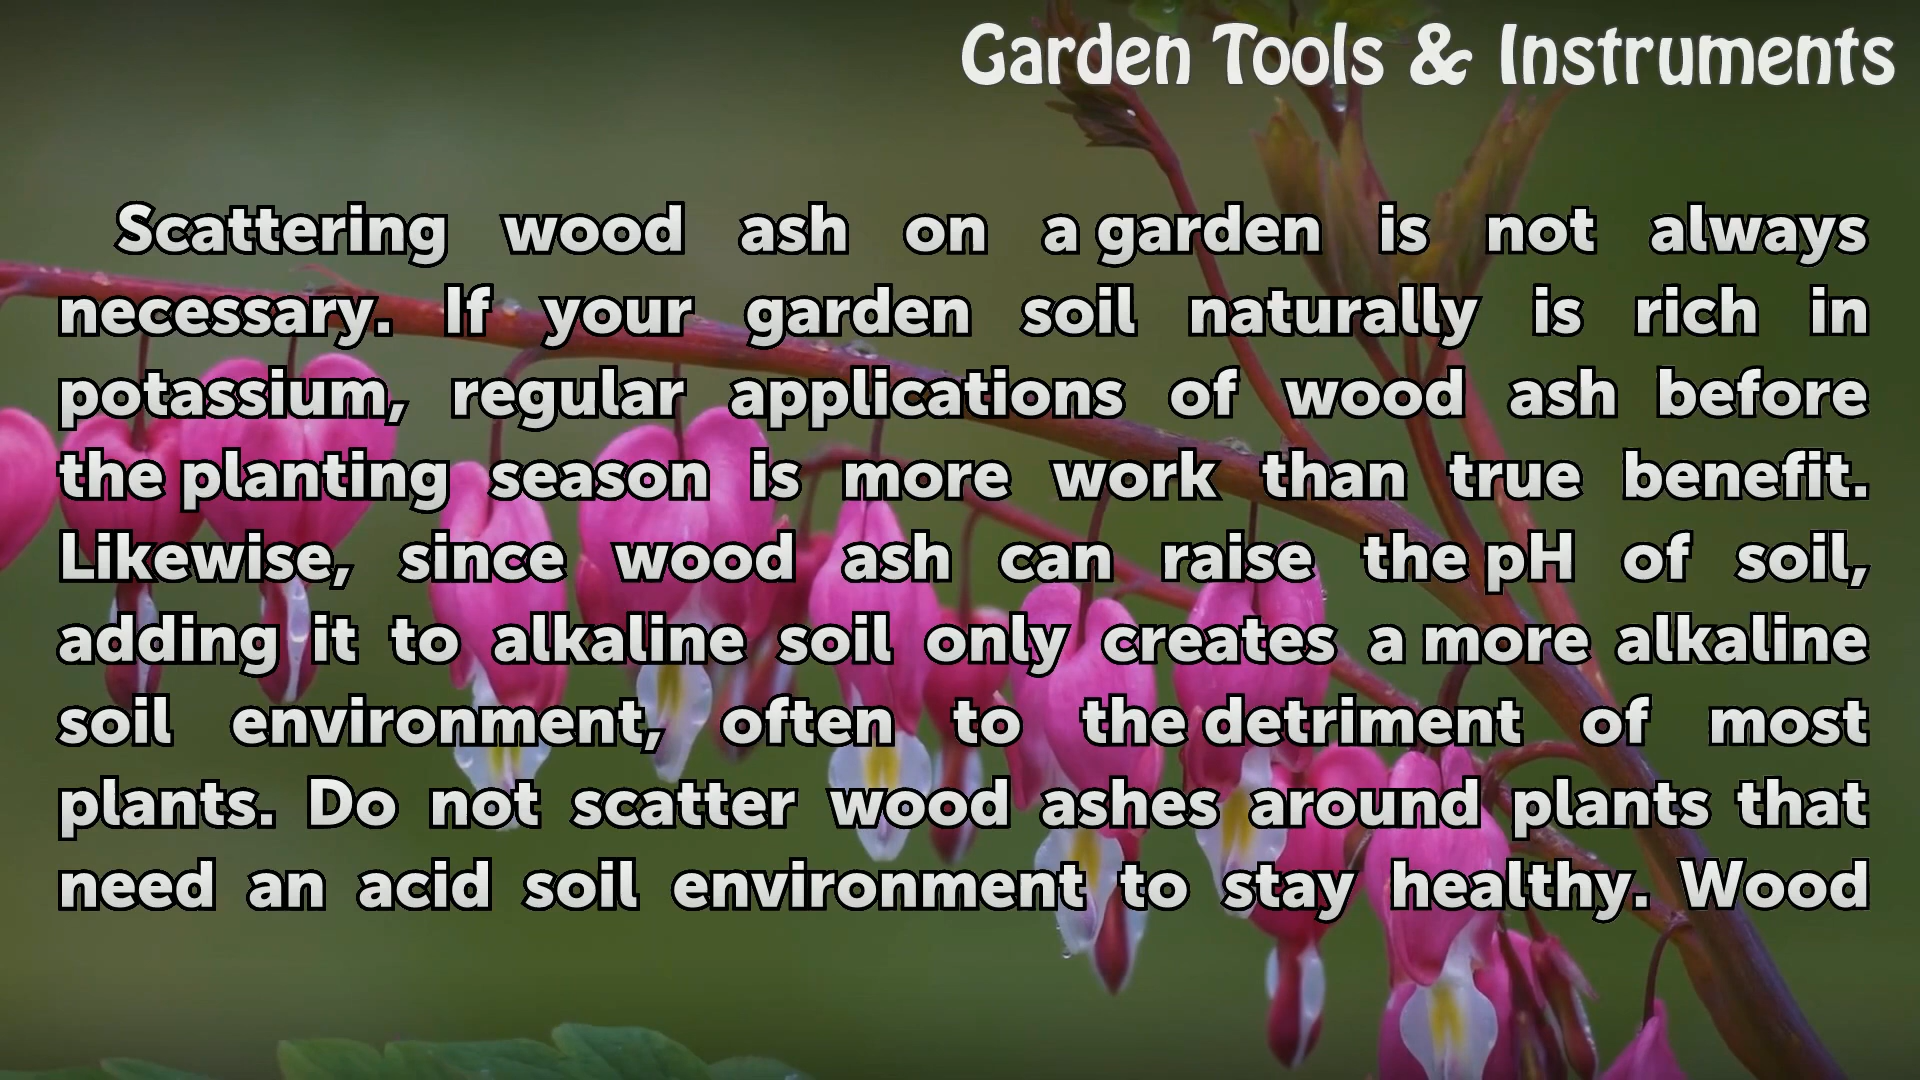 Garden Tools & Instruments
Scattering wood ash on a garden is not always
necessary. If your garden soil naturally is rich in
potassium, regular applications of wood ash before
the planting season is more work than true benefit.
Likewise, since wood ash can raise the pH of soil,
adding it to alkaline soil only creates a more alkaline
soil environment, often to the detriment of most
plants. Do not scatter wood ashes around plants that
need an acid soil environment to stay healthy. Wood